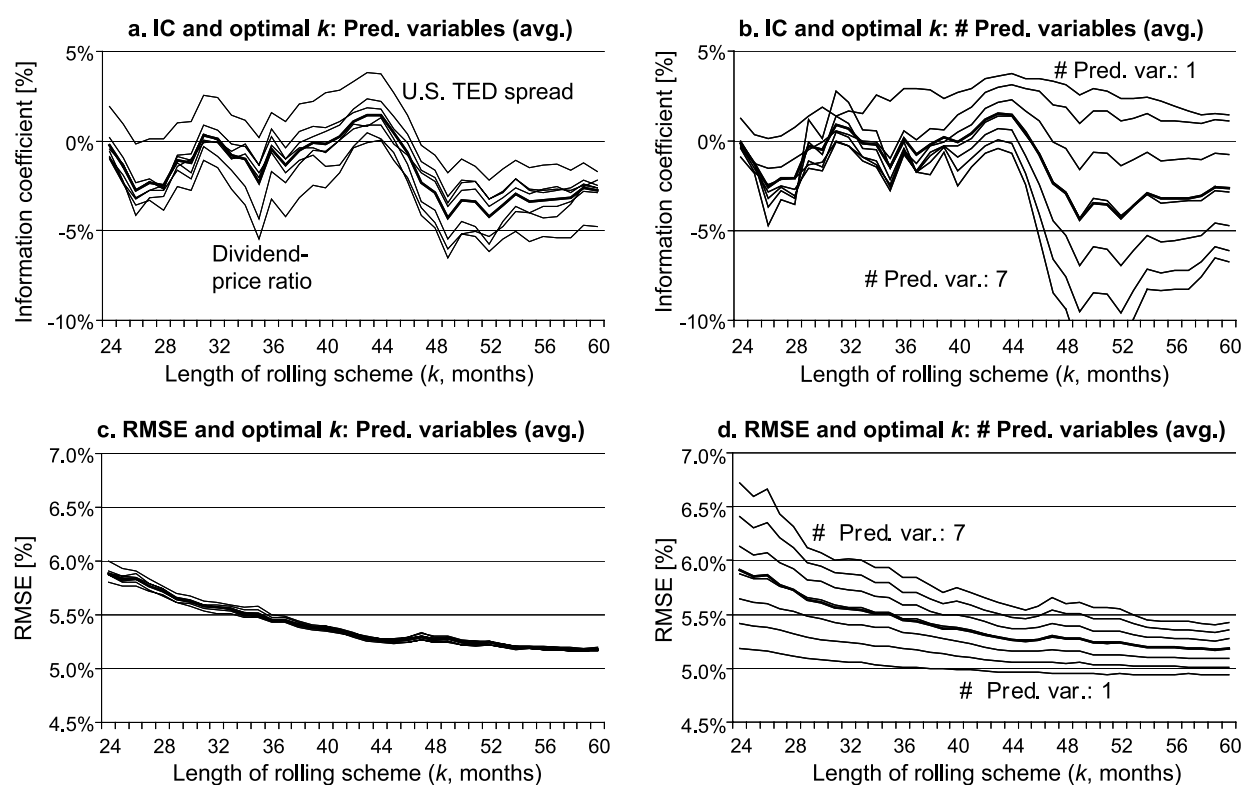 a. IC and optimal k: Pred. variables (avg.)
Information coefficient [%]
5%
0%
-5%
-10%
U.S. TED spread
Dividend-
price ratio
24 28 32 36 40 44 48 52 56 60
Length of rolling scheme (k, months)
b. IC and optimal k: # Pred. variables (avg.)
Information coefficient [%]
5%
0%
-5%
-10%
# Pred. var.: 1
# Pred. var.: 7
24 28 32 36 40 44 48 52 56 60
Length of rolling scheme (k, months)
c. RMSE and optimal k: Pred. variables (avg.)
RMSE [%]
7.0%
6.5%
6.0%
5.5%
5.0%
4.5%
24 28 32 36 40 44 48 52 56 60
Length of rolling scheme (k, months)
d. RMSE and optimal k: # Pred. variables (avg.)
RMSE [%]
7.0%
6.5%
6.0%
5.5%
5.0%
4.5%
# Pred. var.: 7
# Pred. var.: 1
24 28 32 36 40 44 48 52 56 60
Length of rolling scheme (k, months)